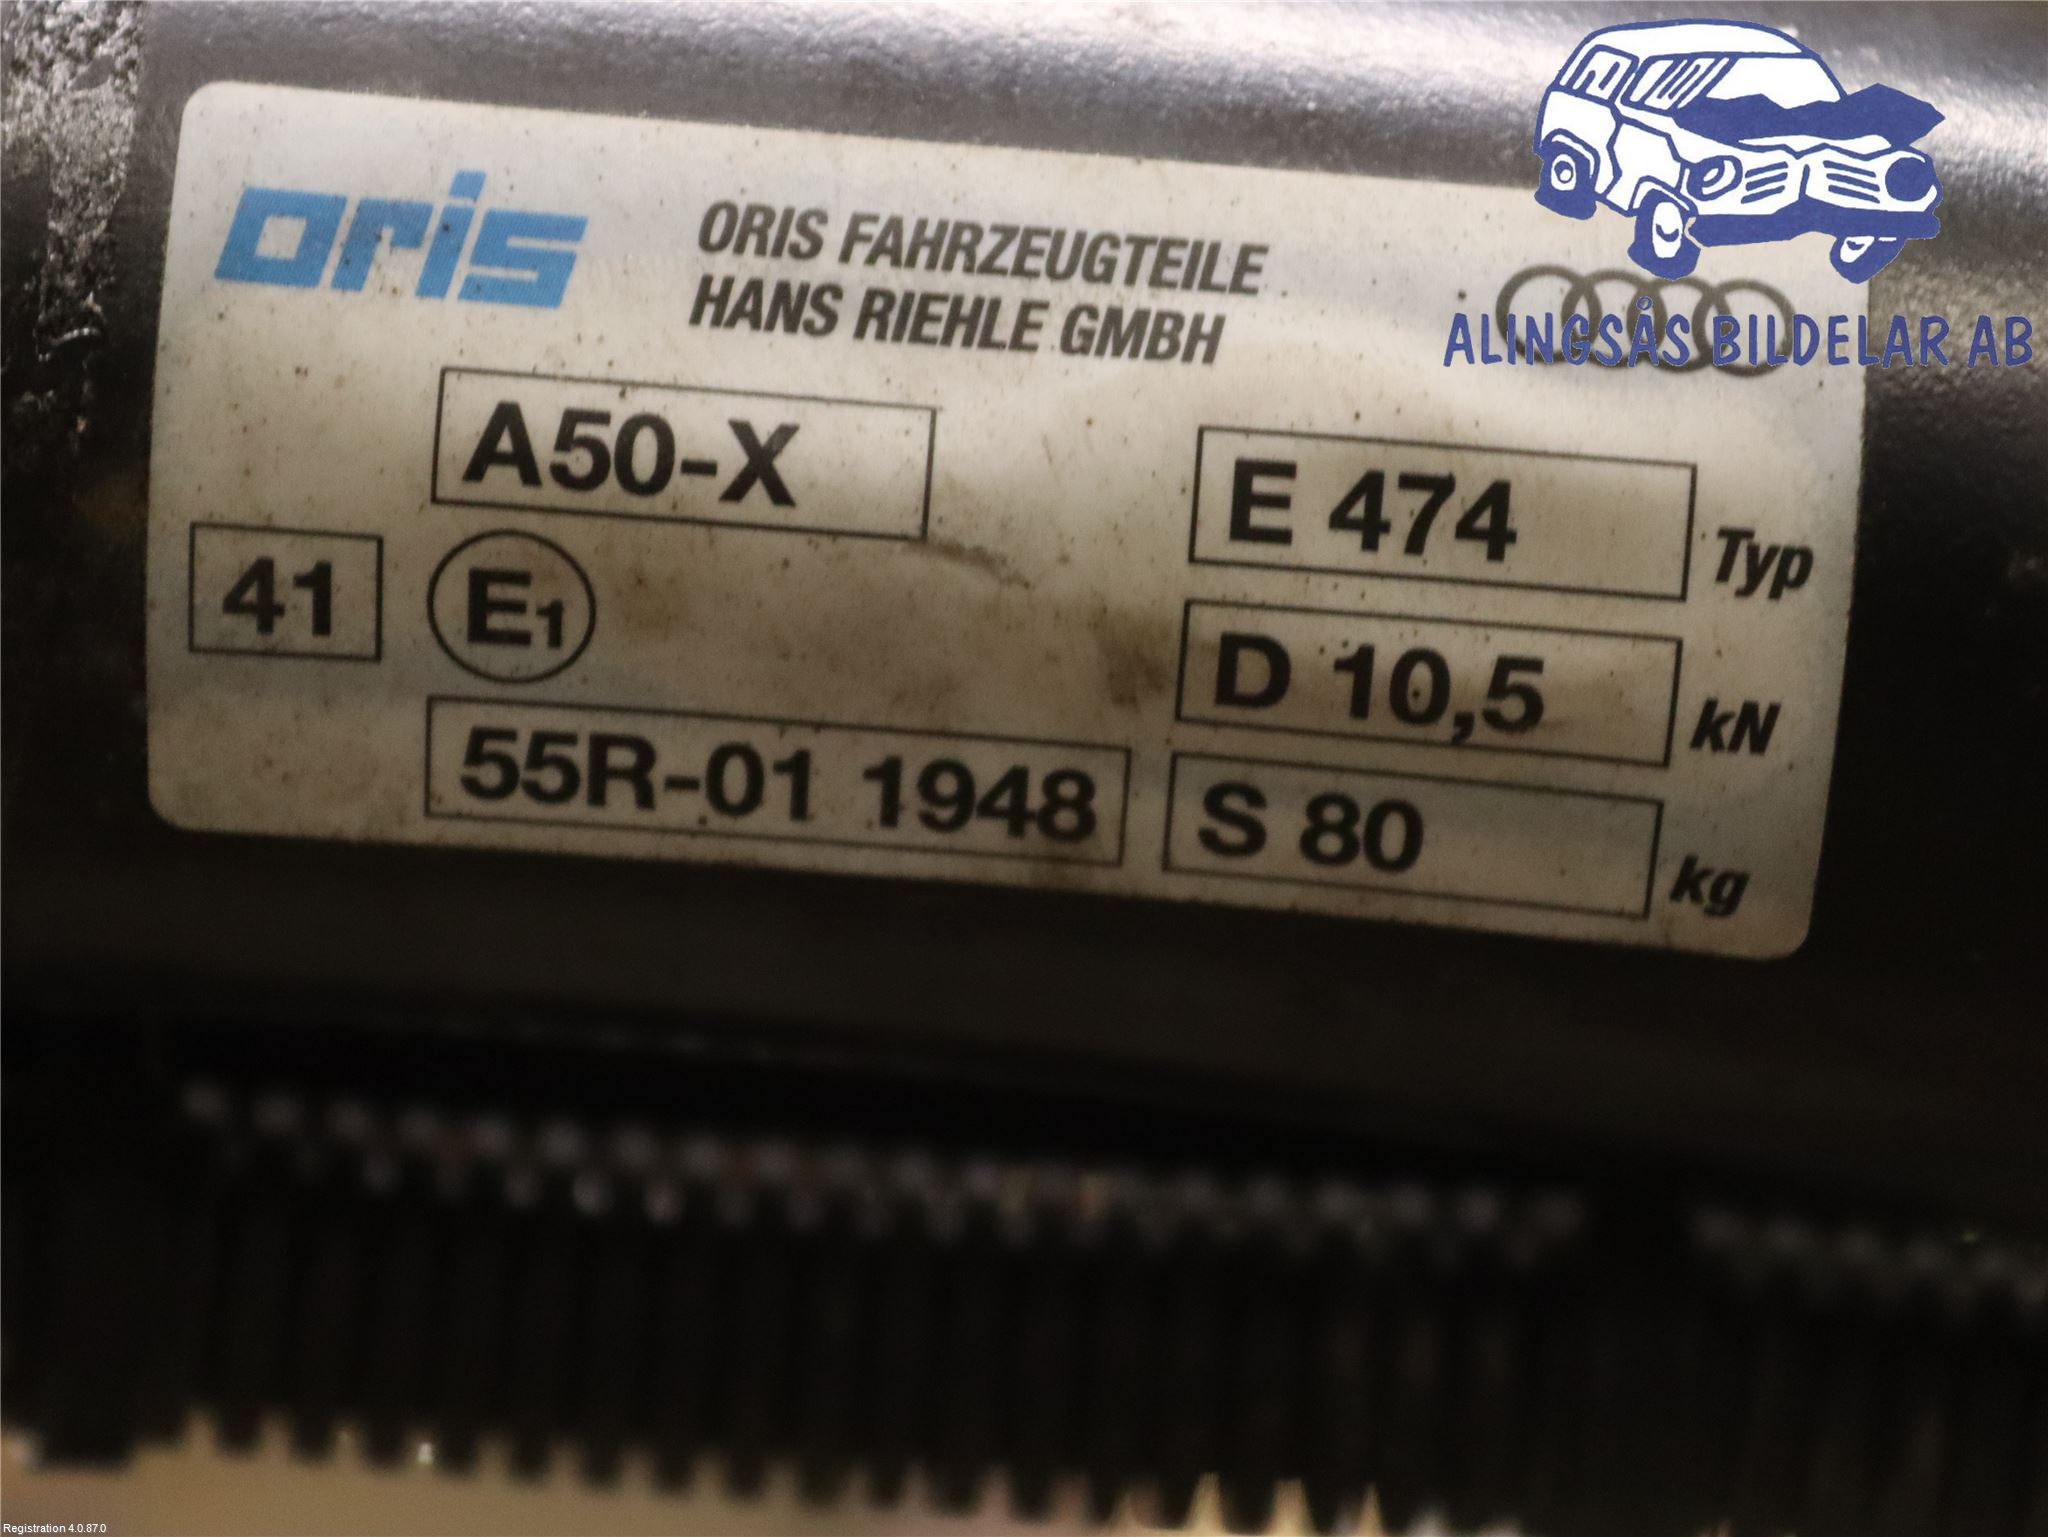 oris
ORIS FAHRZEUGTEILE
HANS RIEHLE GMBH
ALINGSÅS BILDELAR AB
A50-X
E 474 Typ
41
E1
D 10,5 kN
55R-01 1948
S 80 kg
Registration 4.0.87.0